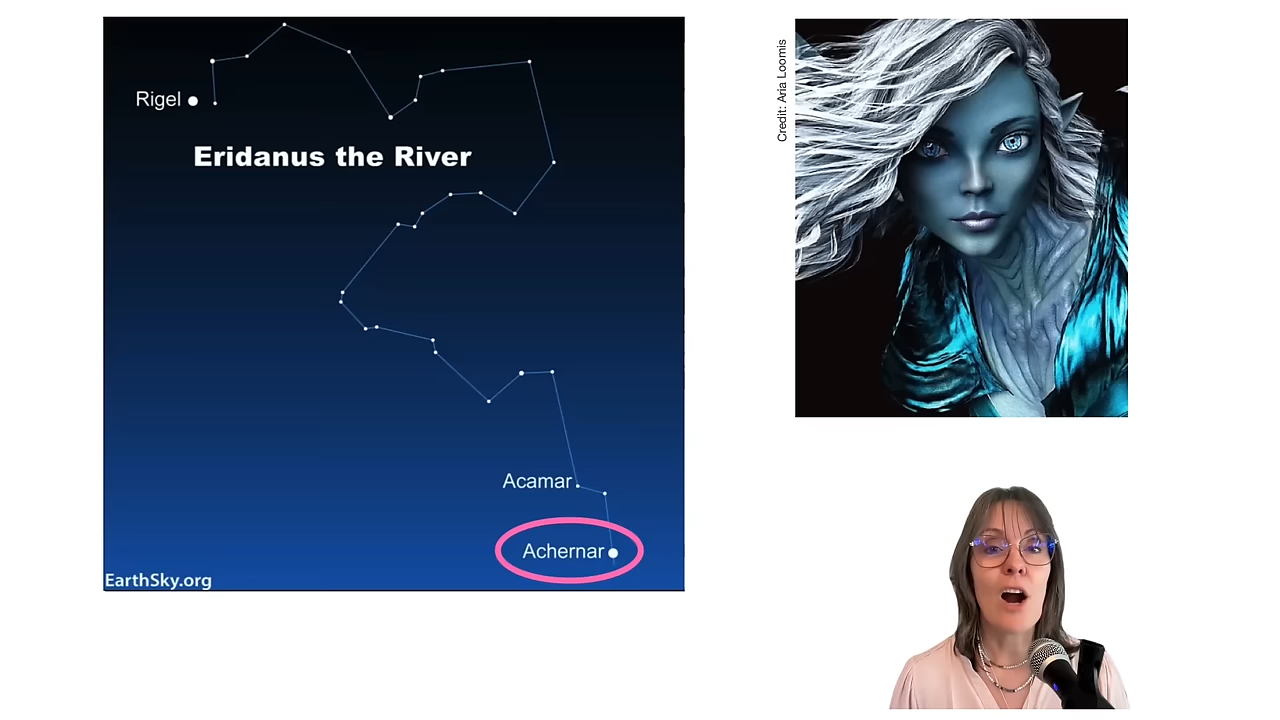 Rigel
Eridanus the River
Acamar
Achernar
EarthSky.org
Credit: Aria Loomis